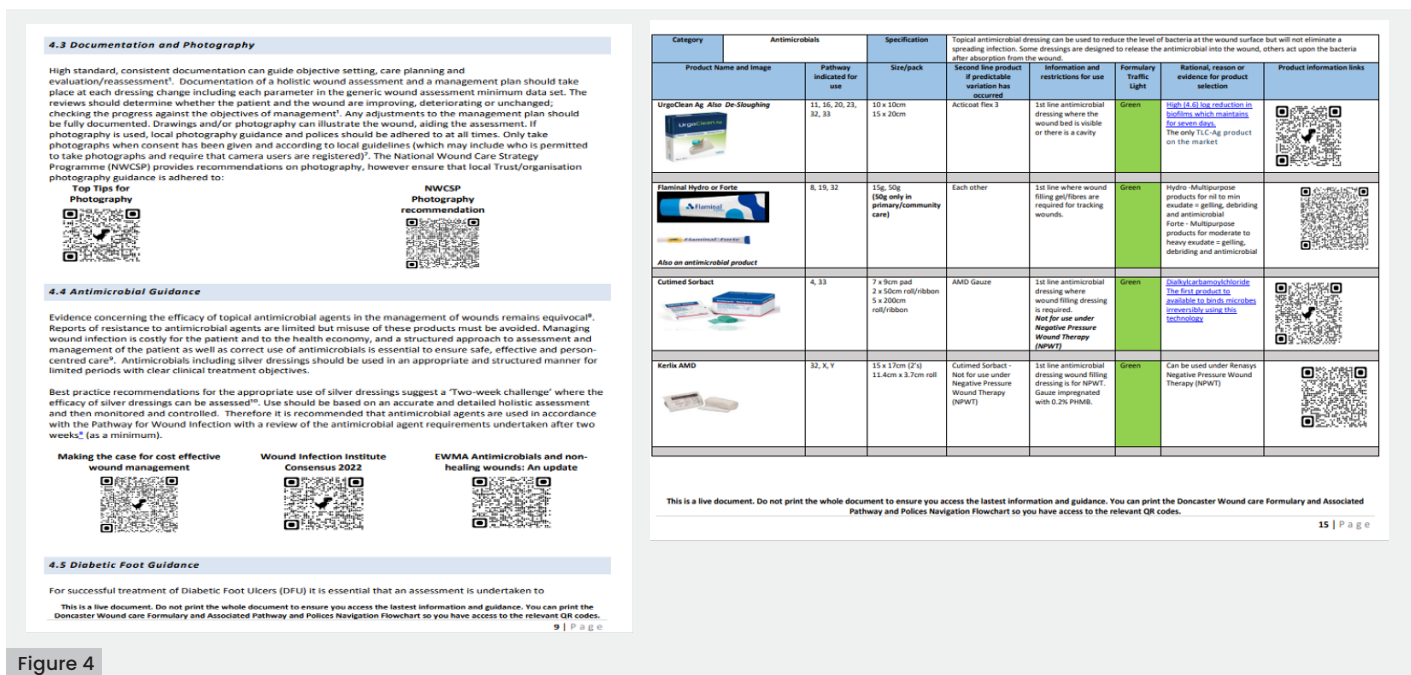 4.3 Documentation and Photography
High standard, consistent documentation can guide objective setting, care planning and
evaluation/reassessment⁵. Documentation of a holistic wound assessment and a management plan should take
place at each dressing change including each parameter in the generic wound assessment minimum data set. The
reviews should determine whether the patient and the wound are improving, deteriorating or unchanged;
checking the progress against the objectives of management⁵. Any adjustments to the management plan should
be fully documented. Drawings and/or photography can illustrate the wound, aiding the assessment. If
photography is used, local photography guidance and polices should be adhered to at all times. Only take
photographs when consent has been given and according to local guidelines (which may include who is permitted
to take photographs and require that camera users are registered)⁷. The National Wound Care Strategy
Programme (NWCSP) provides recommendations on photography, however ensure that local Trust/organisation
photography guidance is adhered to:
Top Tips for
Photography
NWCSP
Photography
recommendation
4.4 Antimicrobial Guidance
Evidence concerning the efficacy of topical antimicrobial agents in the management of wounds remains equivocal⁸.
Reports of resistance to antimicrobial agents are limited but misuse of these products must be avoided. Managing
wound infection is costly for the patient and to the health economy, and a structured approach to assessment and
management of the patient as well as correct use of antimicrobials is essential to ensure safe, effective and person-
centred care⁹. Antimicrobials including silver dressings should be used in an appropriate and structured manner for
limited periods with clear clinical treatment objectives.
Best practice recommendations for the appropriate use of silver dressings suggest a ‘Two-week challenge’ where the
efficacy of silver dressings can be assessed¹⁰. Use should be based on an accurate and detailed holistic assessment
and then monitored and controlled. Therefore it is recommended that antimicrobial agents are used in accordance
with the Pathway for Wound Infection with a review of the antimicrobial agent requirements undertaken after two
weeks (as a minimum).
Making the case for cost effective
wound management
Wound Infection Institute
Consensus 2022
EWMA Antimicrobials and non-
healing wounds: An update
4.5 Diabetic Foot Guidance
For successful treatment of Diabetic Foot Ulcers (DFU) it is essential that an assessment is undertaken to
This is a live document. Do not print the whole document to ensure you access the lastest information and guidance. You can print the
Doncaster Wound care Formulary and Associated Pathway and Polices Navigation Flowchart so you have access to the relevant QR codes.
9 | Page
Category
Antimicrobials
Specification
Topical antimicrobial dressing can be used to reduce the level of bacteria at the wound surface but will not eliminate a
spreading infection. Some dressings are designed to release the antimicrobial into the wound, others act upon the bacteria
after absorption from the wound.
Product Name and Image
Pathway
indicated for
use
Size/pack
Second line product
if predictable
variation has
occurred
Information and
restrictions for use
Formulary
Traffic
Light
Rational, reason or
evidence for product
selection
Product information links
UrgoClean Ag Also De-Sloughing
UrgoClean Ag
11, 16, 20, 23,
32, 33
10 x 10cm
15 x 20cm
Acticoat flex 3
1st line antimicrobial
dressing where the
wound bed is visible
or there is a cavity
Green
High (4.6) log reduction in
biofilms which maintains
for seven days.
The only TLC-Ag product
on the market
Flaminal Hydro or Forte
Flaminal
Flaminal Forte
Also an antimicrobial product
8, 19, 32
15g, 50g
(50g only in
primary/community
care)
Each other
1st line where wound
filling gel/fibres are
required for tracking
wounds.
Green
Hydro -Multipurpose
products for nil to min
exudate = gelling, debriding
and antimicrobial
Forte - Multipurpose
products for moderate to
heavy exudate = gelling,
debriding and antimicrobial
Cutimed Sorbact
4, 33
7 x 9cm pad
2 x 50cm roll/ribbon
5 x 200cm
roll/ribbon
AMD Gauze
1st line antimicrobial
dressing where
wound filling dressing
is required.
Not for use under
Negative Pressure
Wound Therapy
(NPWT)
Green
Dialkylcarbamoylchloride
The first product to
available to binds microbes
irreversibly using this
technology
Kerlix AMD
32, X, Y
15 x 17cm (2's)
11.4cm x 3.7cm roll
Cutimed Sorbact -
Not for use under
Negative Pressure
Wound Therapy
(NPWT)
1st line antimicrobial
dressing wound filling
dressing is for NPWT.
Gauze impregnated
with 0.2% PHMB.
Green
Can be used under Renasys
Negative Pressure Wound
Therapy (NPWT)
This is a live document. Do not print the whole document to ensure you access the lastest information and guidance. You can print the Doncaster Wound care Formulary and Associated
Pathway and Polices Navigation Flowchart so you have access to the relevant QR codes.
15 | Page
Figure 4